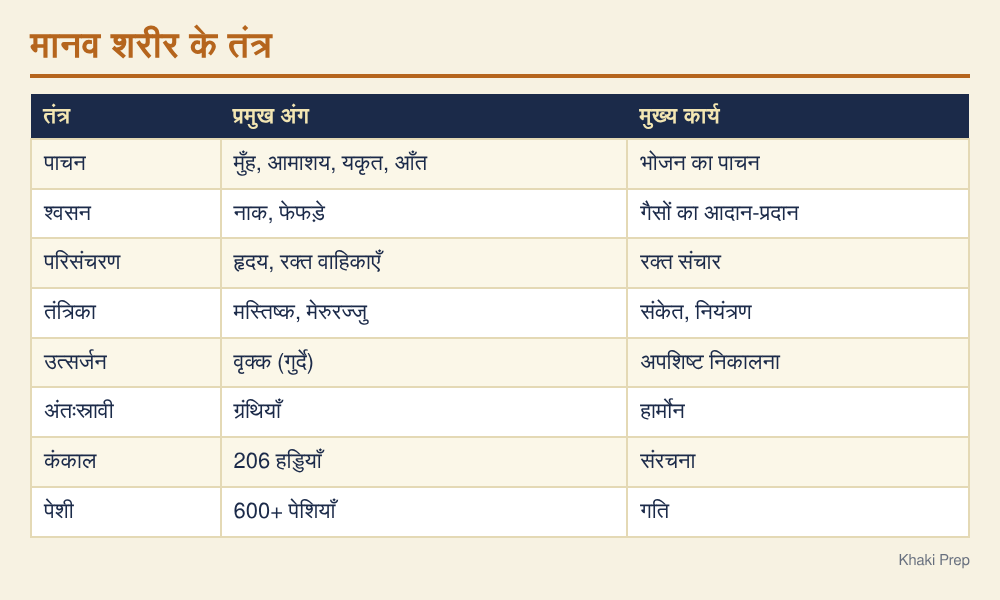 मानव शरीर के तंत्र
तंत्र प्रमुख अंग मुख्य कार्य
पाचन मुँह, आमाशय, यकृत, आँत भोजन का पाचन
श्वसन नाक, फेफड़े गैसों का आदान-प्रदान
परिसंचरण हृदय, रक्त वाहिकाएँ रक्त संचार
तंत्रिका मस्तिष्क, मेरुरज्जु संकेत, नियंत्रण
उत्सर्जन वृक्क (गुर्दे) अपशिष्ट निकालना
अंतःस्रावी ग्रंथियाँ हार्मोन
कंकाल 206 हड्डियाँ संरचना
पेशी 600+ पेशियाँ गति
Khaki Prep